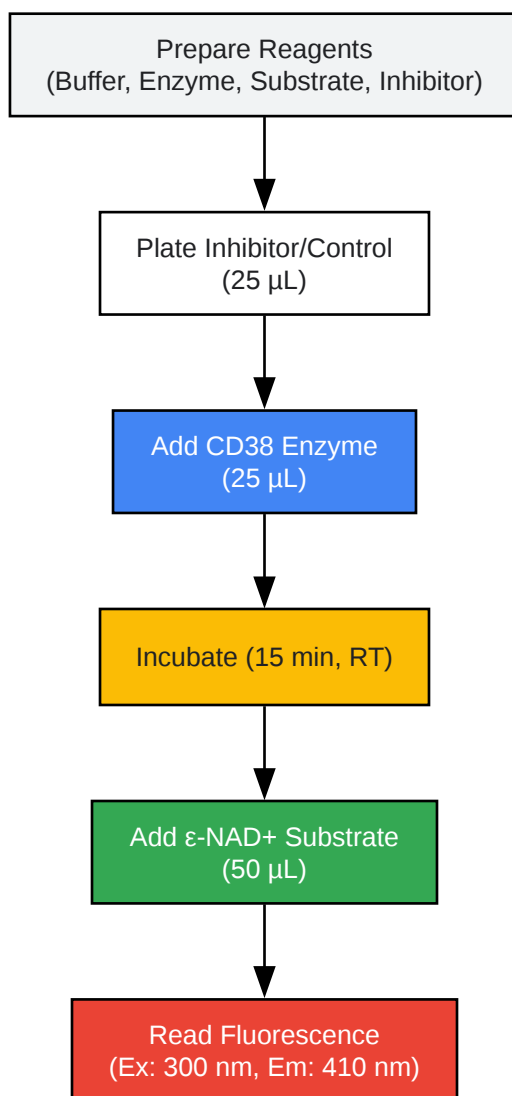 Prepare Reagents
(Buffer, Enzyme, Substrate, Inhibitor)
Plate Inhibitor/Control
(25 µL)
Add CD38 Enzyme
(25 µL)
Incubate (15 min, RT)
Add ε-NAD+ Substrate
(50 µL)
Read Fluorescence
(Ex: 300 nm, Em: 410 nm)